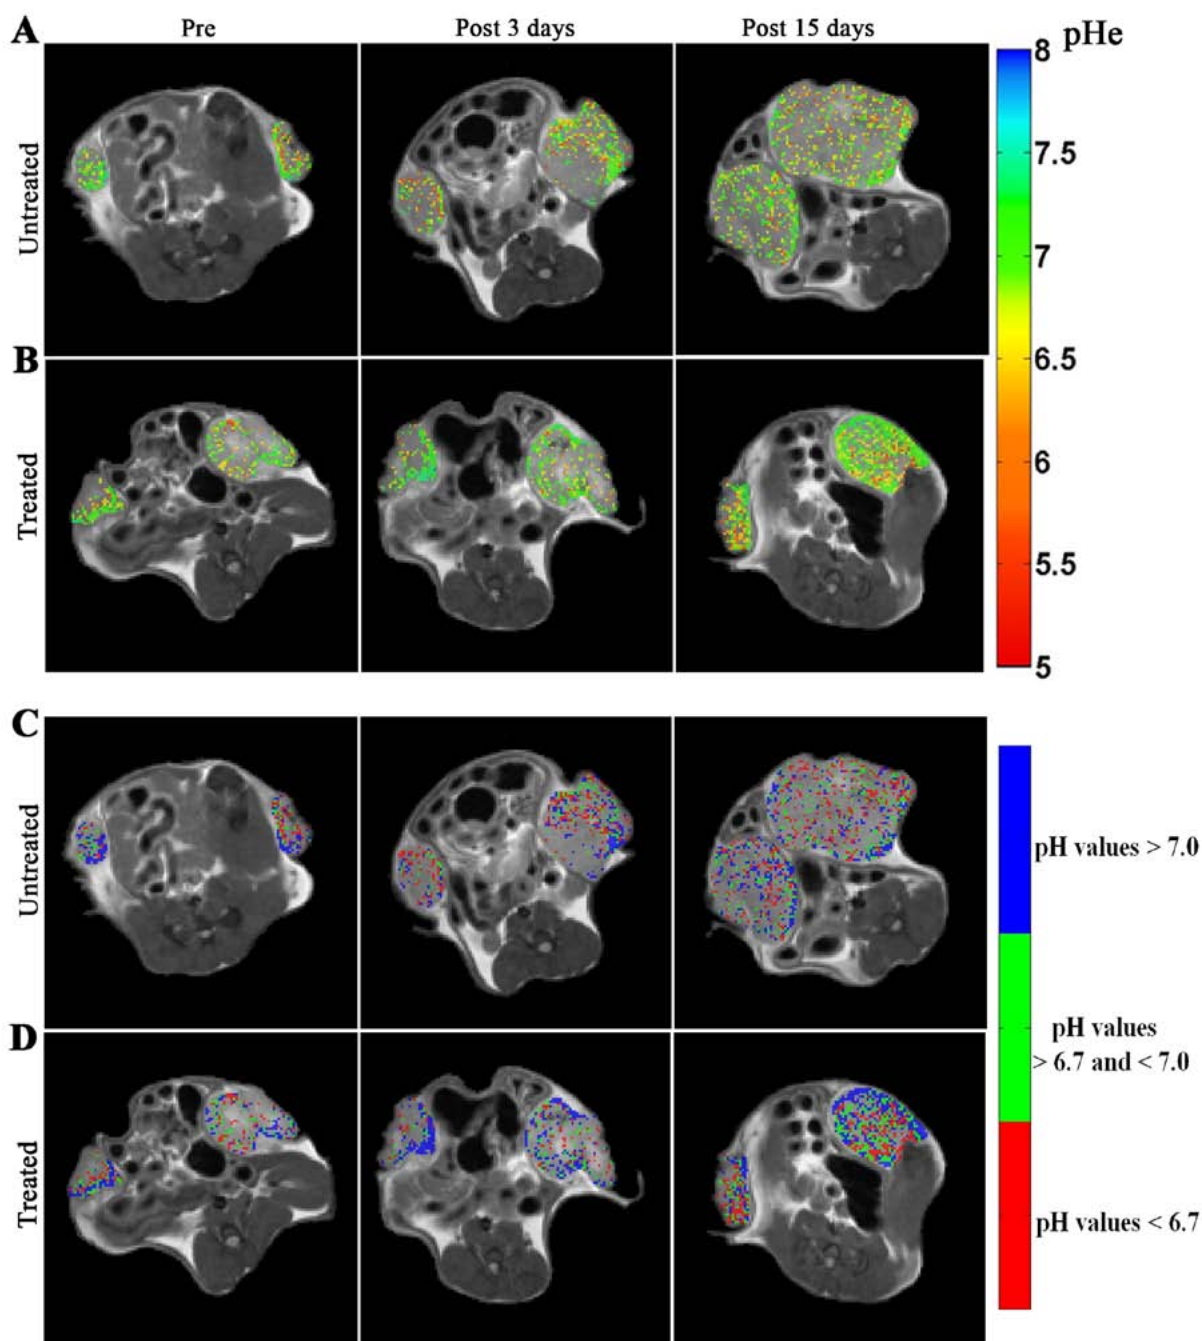 A
Pre
Post 3 days
Post 15 days
pHe
Untreated
8
7.5
7
6.5
6
5.5
5
B
Treated
C
Untreated
pH values > 7.0
pH values
> 6.7 and < 7.0
pH values < 6.7
D
Treated